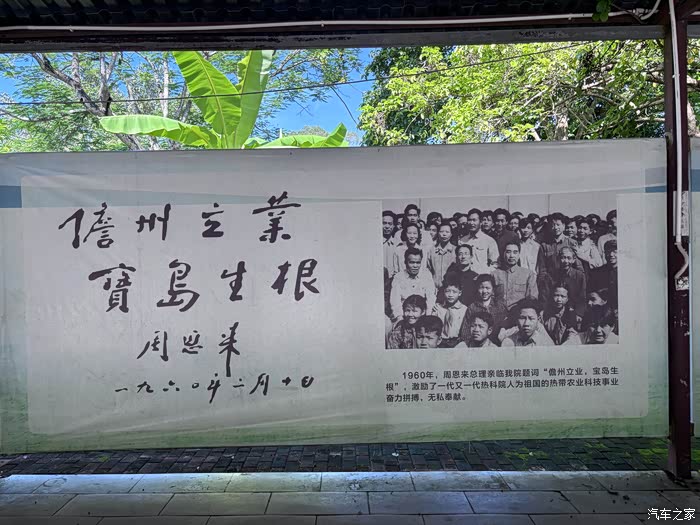 儋州立業
寶島生根
周恩来
一九六〇年二月十日
1960年，周恩来总理亲临我院题词“儋州立业，宝岛生
根”，激励了一代又一代热科院人为祖国的热带农业科技事业
奋力拼搏、无私奉献。
汽车之家